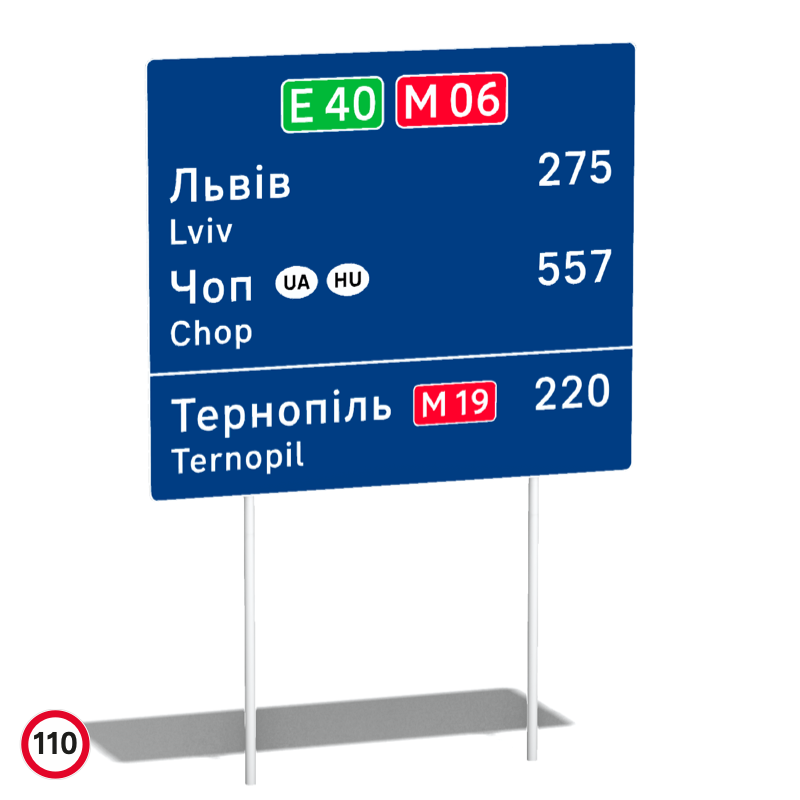 E 40 M 06
Львів 275
Lviv
Чоп UA HU 557
Chop
Тернопіль M 19 220
Ternopil
110